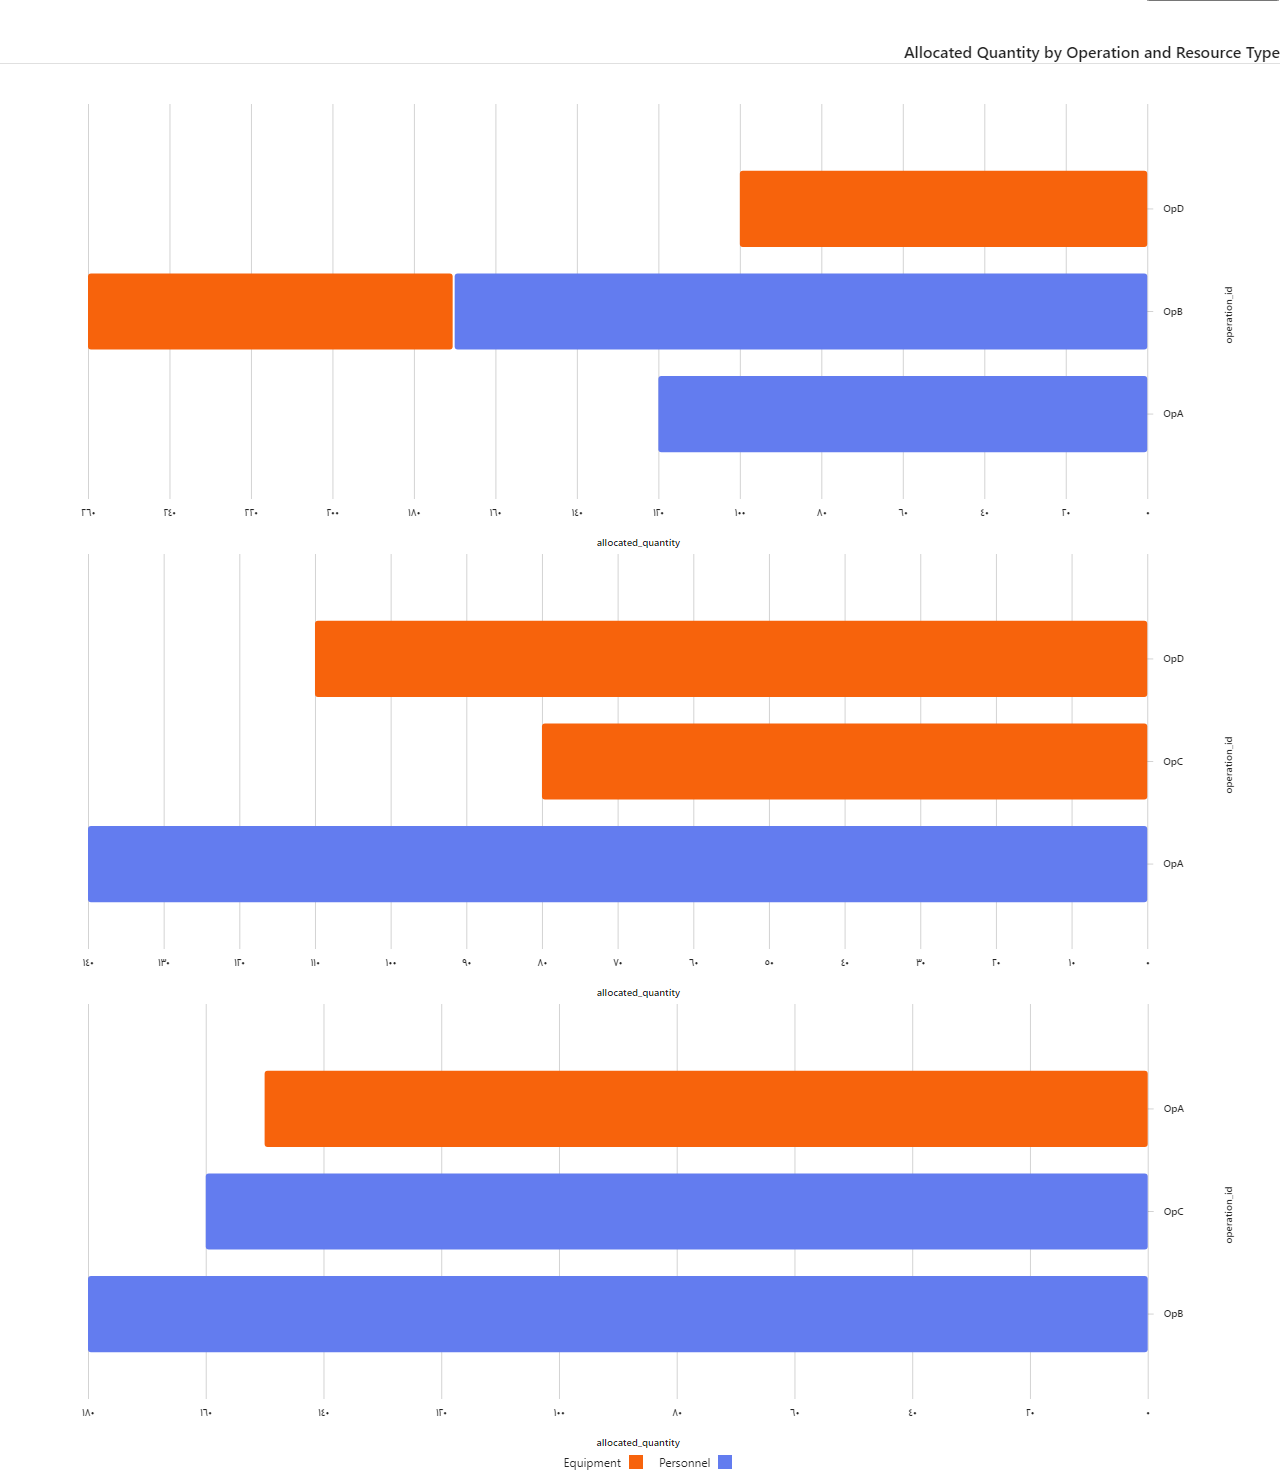 Allocated Quantity by Operation and Resource Type
OpD
OpB
OpA
operation_id
٢٦٠ ٢٤٠ ٢٢٠ ٢٠٠ ١٨٠ ١٦٠ ١٤٠ ١٢٠ ١٠٠ ٨٠ ٦٠ ٤٠ ٢٠ ٠
allocated_quantity
OpD
OpC
OpA
operation_id
١٤٠ ١٣٠ ١٢٠ ١١٠ ١٠٠ ٩٠ ٨٠ ٧٠ ٦٠ ٥٠ ٤٠ ٣٠ ٢٠ ١٠ ٠
allocated_quantity
OpA
OpC
OpB
operation_id
١٨٠ ١٦٠ ١٤٠ ١٢٠ ١٠٠ ٨٠ ٦٠ ٤٠ ٢٠ ٠
allocated_quantity
Equipment Personnel